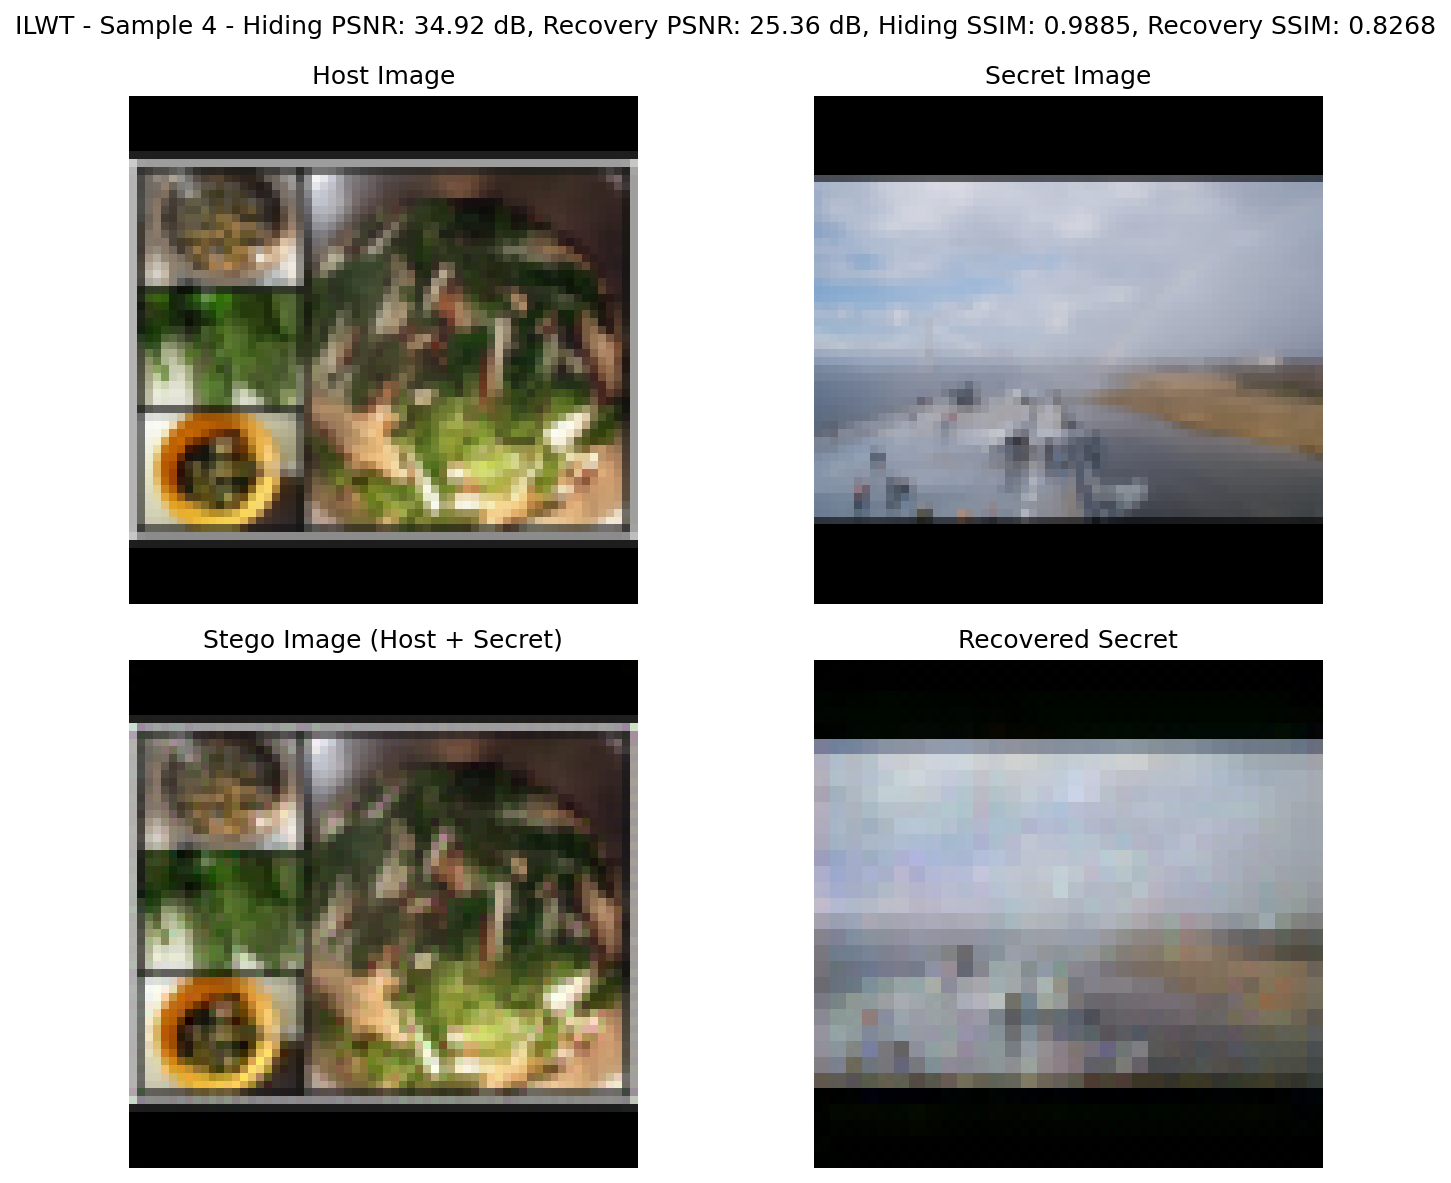 ILWT - Sample 4 - Hiding PSNR: 34.92 dB, Recovery PSNR: 25.36 dB, Hiding SSIM: 0.9885, Recovery SSIM: 0.8268
Host Image
Secret Image
Stego Image (Host + Secret)
Recovered Secret